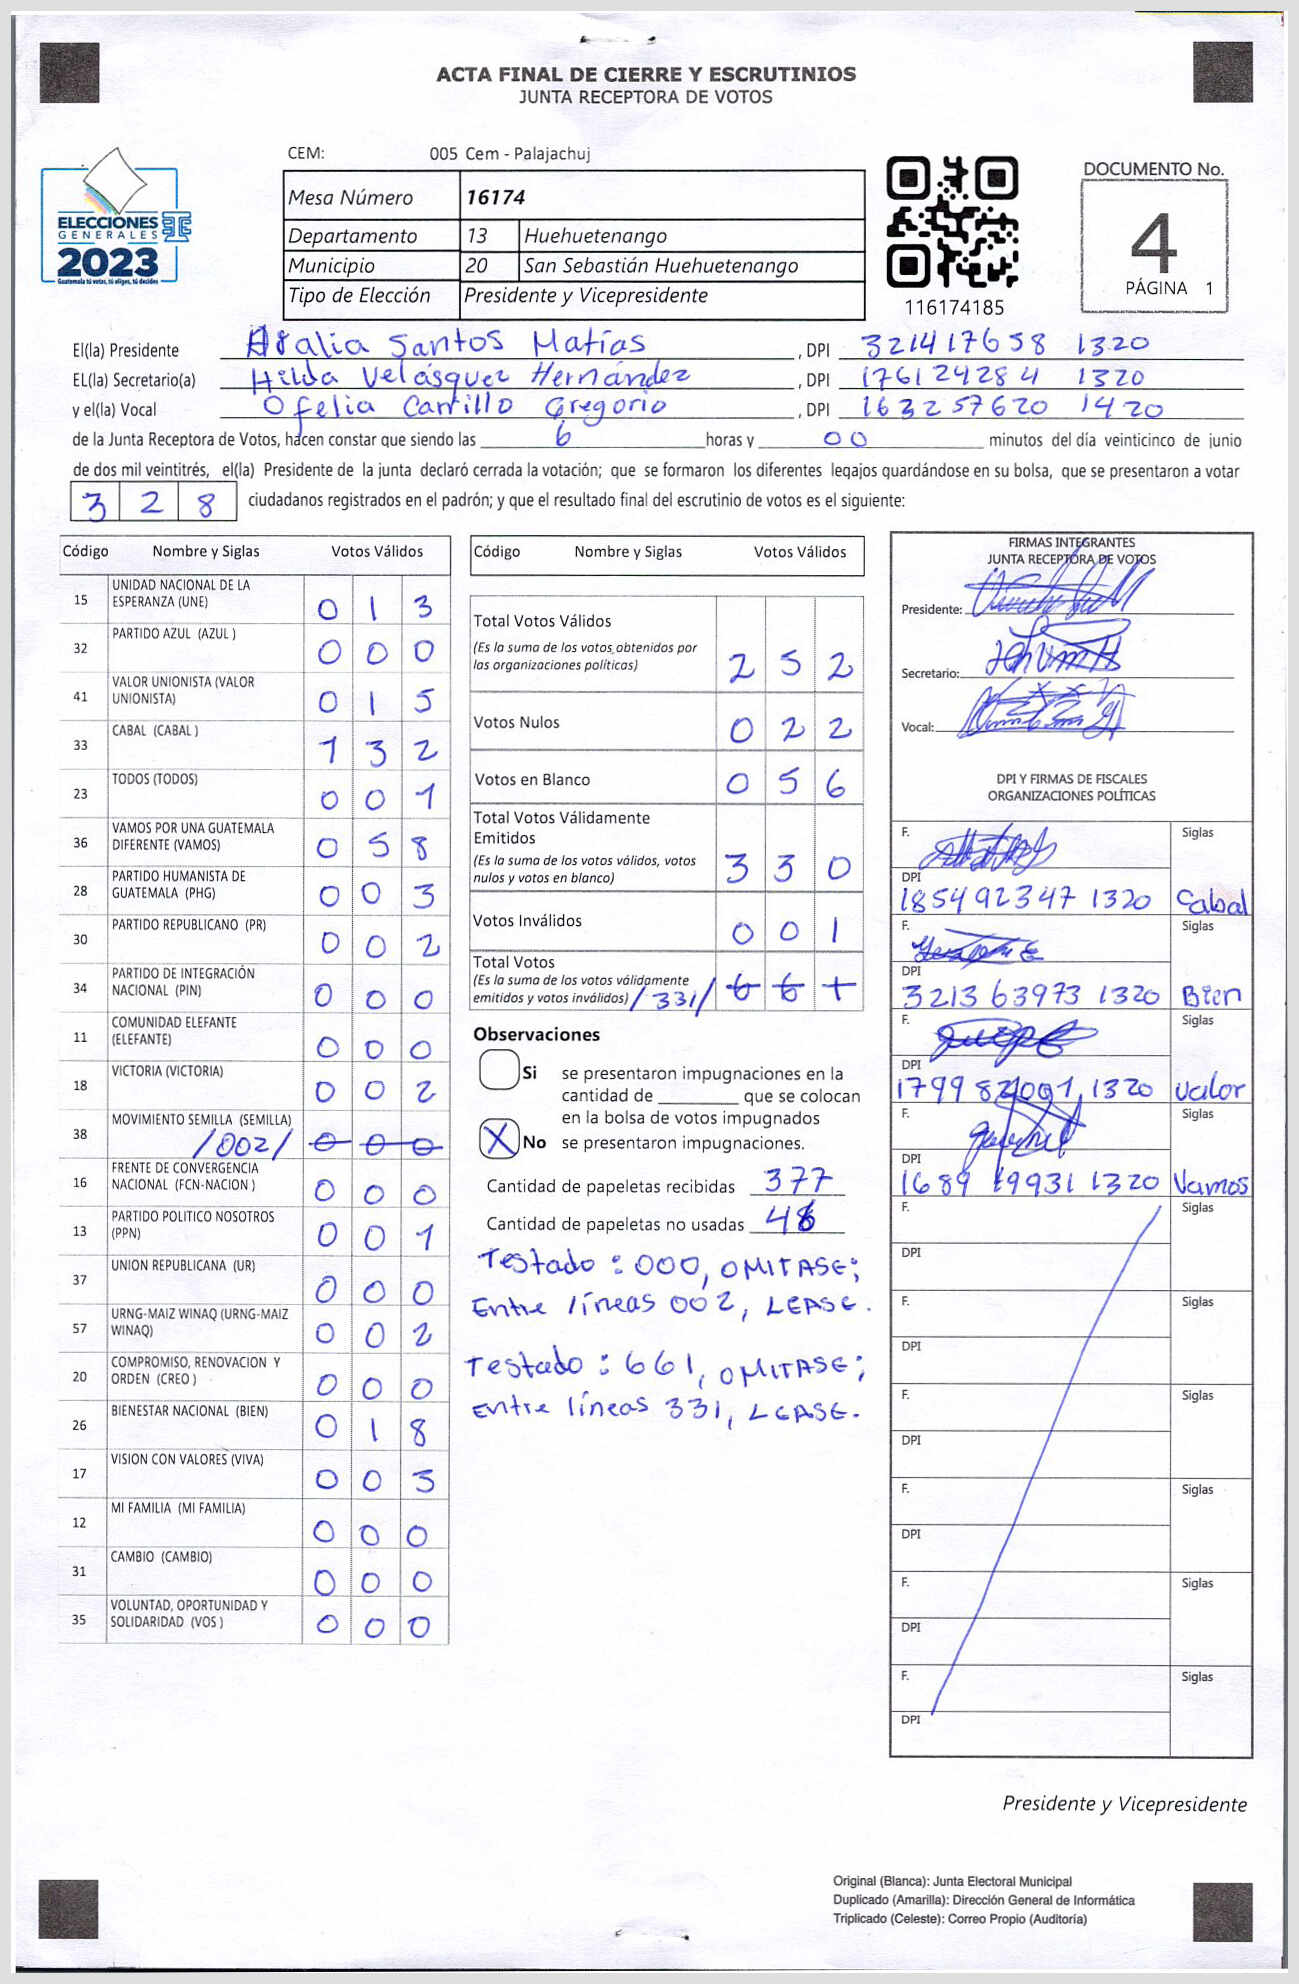 ACTA FINAL DE CIERRE Y ESCRUTINIOS
JUNTA RECEPTORA DE VOTOS
CEM: 005 Cem - Palajachuj
ELECCIONES
GENERALES
2023
Guatemala tú votas, tú eliges, tú decides
Mesa Número 16174
Departamento 13 Huehuetenango
Municipio 20 San Sebastián Huehuetenango
Tipo de Elección Presidente y Vicepresidente
116174185
DOCUMENTO No.
4
PÁGINA 1
El(la) Presidente Santos Matías , DPI 321417658 1320
EL(la) Secretario(a) Hilda Velásquez Hernández , DPI 176124284 1320
y el(la) Vocal Ofelia Carrillo Gregorio , DPI 163257620 1420
de la Junta Receptora de Votos, hacen constar que siendo las 6 horas y 00 minutos del día veinticinco de junio
de dos mil veintitrés, el(la) Presidente de la junta declaró cerrada la votación; que se formaron los diferentes legajos guardándose en su bolsa, que se presentaron a votar
328 ciudadanos registrados en el padrón; y que el resultado final del escrutinio de votos es el siguiente:
Código Nombre y Siglas Votos Válidos
15 UNIDAD NACIONAL DE LA
ESPERANZA (UNE) 0 1 3
32 PARTIDO AZUL (AZUL ) 0 0 0
41 VALOR UNIONISTA (VALOR
UNIONISTA) 0 1 5
33 CABAL (CABAL ) 1 3 2
23 TODOS (TODOS) 0 0 1
36 VAMOS POR UNA GUATEMALA
DIFERENTE (VAMOS) 0 5 8
28 PARTIDO HUMANISTA DE
GUATEMALA (PHG) 0 0 3
30 PARTIDO REPUBLICANO (PR) 0 0 2
34 PARTIDO DE INTEGRACIÓN
NACIONAL (PIN) 0 0 0
11 COMUNIDAD ELEFANTE
(ELEFANTE) 0 0 0
18 VICTORIA (VICTORIA) 0 0 2
38 MOVIMIENTO SEMILLA (SEMILLA)
/002/ 0 0 0
16 FRENTE DE CONVERGENCIA
NACIONAL (FCN-NACION ) 0 0 0
13 PARTIDO POLITICO NOSOTROS
(PPN) 0 0 1
37 UNION REPUBLICANA (UR) 0 0 0
57 URNG-MAIZ WINAQ (URNG-MAIZ
WINAQ) 0 0 2
20 COMPROMISO, RENOVACION Y
ORDEN (CREO ) 0 0 0
26 BIENESTAR NACIONAL (BIEN) 0 1 8
17 VISION CON VALORES (VIVA) 0 0 3
12 MI FAMILIA (MI FAMILIA) 0 0 0
31 CAMBIO (CAMBIO) 0 0 0
35 VOLUNTAD, OPORTUNIDAD Y
SOLIDARIDAD (VOS ) 0 0 0
Código Nombre y Siglas Votos Válidos
Total Votos Válidos
(Es la suma de los votos obtenidos por
las organizaciones políticas) 2 5 2
Votos Nulos 0 2 2
Votos en Blanco 0 5 6
Total Votos Válidamente
Emitidos
(Es la suma de los votos válidos, votos
nulos y votos en blanco) 3 3 0
Votos Inválidos 0 0 1
Total Votos
(Es la suma de los votos válidamente
emitidos y votos inválidos) /331/ 6 6 1
Observaciones
Si se presentaron impugnaciones en la
cantidad de ________ que se colocan
en la bolsa de votos impugnados
X No se presentaron impugnaciones.
Cantidad de papeletas recibidas 377
Cantidad de papeletas no usadas 46
Testado : 000, OMITASE;
Entre líneas 002, LEASE.
Testado : 661, OMITASE;
Entre líneas 331, LEASE.
FIRMAS INTEGRANTES
JUNTA RECEPTORA DE VOTOS
Presidente:
Secretario:
Vocal:
DPI Y FIRMAS DE FISCALES
ORGANIZACIONES POLÍTICAS
F. Siglas
DPI
185492347 1320 Cabal
F. Siglas
DPI
321363973 1320 Bien
F. Siglas
DPI
1320 Valor
F. Siglas
DPI
1689 19931 1320 Vamos
F. Siglas
DPI
F. Siglas
DPI
F. Siglas
DPI
F. Siglas
DPI
F. Siglas
DPI
F. Siglas
DPI
Presidente y Vicepresidente
Original (Blanca): Junta Electoral Municipal
Duplicado (Amarilla): Dirección General de Informática
Triplicado (Celeste): Correo Propio (Auditoría)